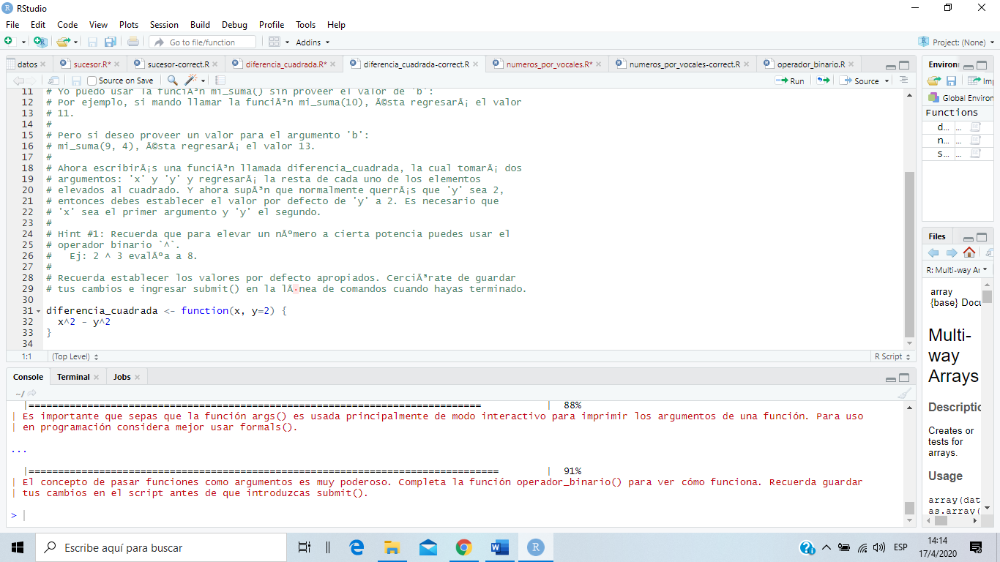 RStudio
File Edit Code View Plots Session Build Debug Profile Tools Help
Go to file/function Addins Project: (None)
datos sucesor.R* sucesor-correct.R diferencia_cuadrada.R* diferencia_cuadrada-correct.R numeros_por_vocales.R* numeros_por_vocales-correct.R operador_binario.R
Source on Save Run Source
11 # Yo puedo usar la funciÃ³n mi_suma() sin proveer el valor de 'b':
12 # Por ejemplo, si mando llamar la funciÃ³n mi_suma(10), Ã©sta regresarÃ¡ el valor
13 # 11.
14 #
15 # Pero si deseo proveer un valor para el argumento 'b':
16 # mi_suma(9, 4), Ã©sta regresarÃ¡ el valor 13.
17 #
18 # Ahora escribirÃ¡s una funciÃ³n llamada diferencia_cuadrada, la cual tomarÃ¡ dos
19 # argumentos: 'x' y 'y' y regresarÃ¡ la resta de cada uno de los elementos
20 # elevados al cuadrado. Y ahora supÃ³n que normalmente querrÃ¡s que 'y' sea 2,
21 # entonces debes establecer el valor por defecto de 'y' a 2. Es necesario que
22 # 'x' sea el primer argumento y 'y' el segundo.
23 #
24 # Hint #1: Recuerda que para elevar un nÃºmero a cierta potencia puedes usar el
25 # operador binario `^`.
26 #   Ej: 2 ^ 3 evalÃºa a 8.
27 #
28 # Recuerda establecer los valores por defecto apropiados. CerciÃ³rate de guardar
29 # tus cambios e ingresar submit() en la lÃ·nea de comandos cuando hayas terminado.
30
31 diferencia_cuadrada <- function(x, y=2) {
32   x^2 - y^2
33 }
34
1:1 (Top Level) R Script
Console Terminal Jobs
~/
|============================================================================= | 88%
| Es importante que sepas que la función args() es usada principalmente de modo interactivo para imprimir los argumentos de una función. Para uso
| en programación considera mejor usar formals().
...
|================================================================================ | 91%
| El concepto de pasar funciones como argumentos es muy poderoso. Completa la función operador_binario() para ver cómo funciona. Recuerda guardar
| tus cambios en el script antes de que introduzcas submit().
>
Environ
Im
Global Environ
Functions
d… …
n… …
s… …
Files
R: Multi-way Ar
array
{base} Docu
Multi-
way
Arrays
Descriptic
Creates or
tests for
arrays.
Usage
array(dat
as.array(
Escribe aquí para buscar
ESP
14:14
17/4/2020